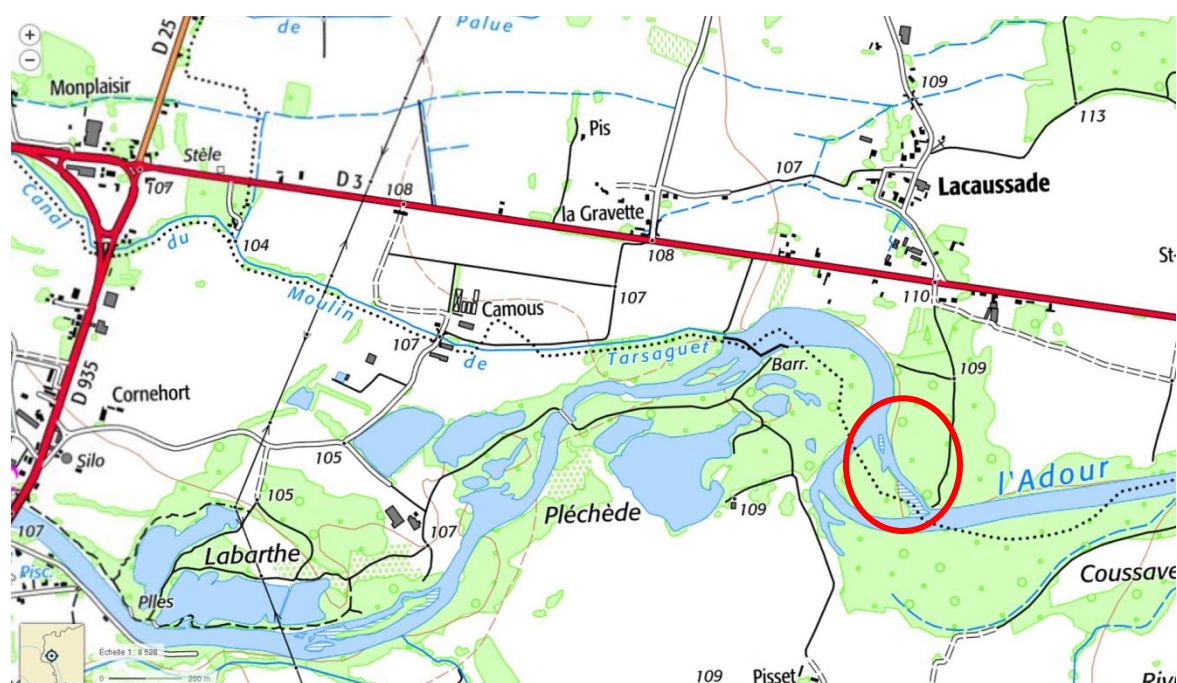 +
−
D 25
de
Palue
Monplaisir
109
113
Pis
Stèle
107
D 3
108
107
Lacaussade
la Gravette
Canal
du
104
108
St-
Moulin
107
110
Camous
107
de
Tarsaguet
Barr.
109
D 935
Cornehort
105
Silo
l'Adour
105
107
Pléchède
109
107
Labarthe
Pisc.
Coussave
Plles
Échelle 1 : 8 528
0 200 m
109
Pisset